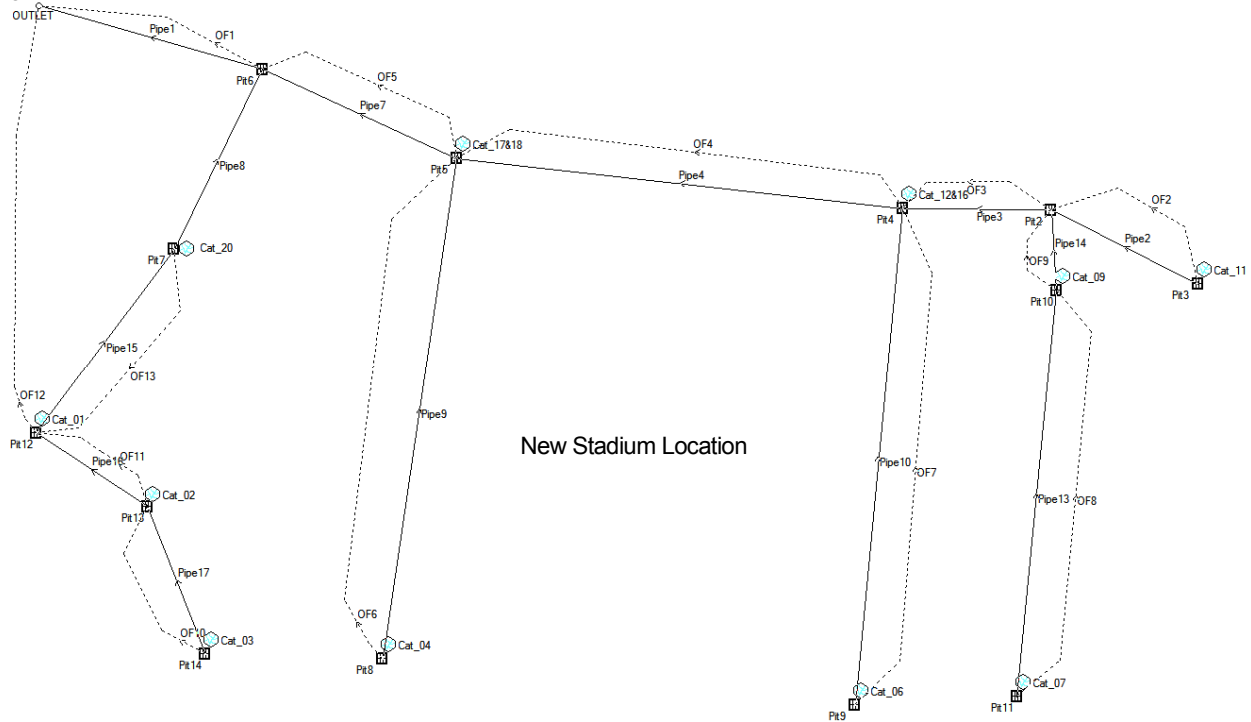 OUTLET
Pipe1
OF1
Pit6
OF5
Pipe7
Cat_17&18
OF4
Pit5
Pipe4
Pipe8
Cat_12&16
OF3
OF2
Pit4
Pipe3
Pit2
Pipe2
Pipe14
Cat_20
Pit7
OF9
Cat_09
Cat_11
Pit3
Pit10
Pipe15
OF13
OF12
Cat_01
Pipe9
Pit12
New Stadium Location
OF11
Pipe16
Pipe10
OF7
Cat_02
Pit13
Pipe13
OF8
Pipe17
OF6
OF10
Cat_03
Cat_04
Pit14
Pit8
Cat_06
Cat_07
Pit9
Pit11